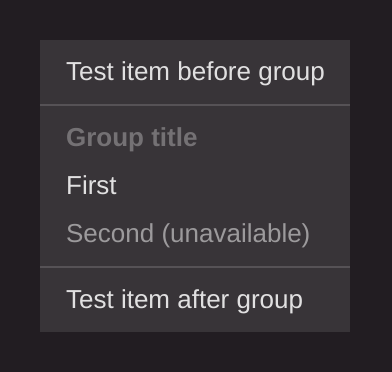 Test item before group
Group title
First
Second (unavailable)
Test item after group